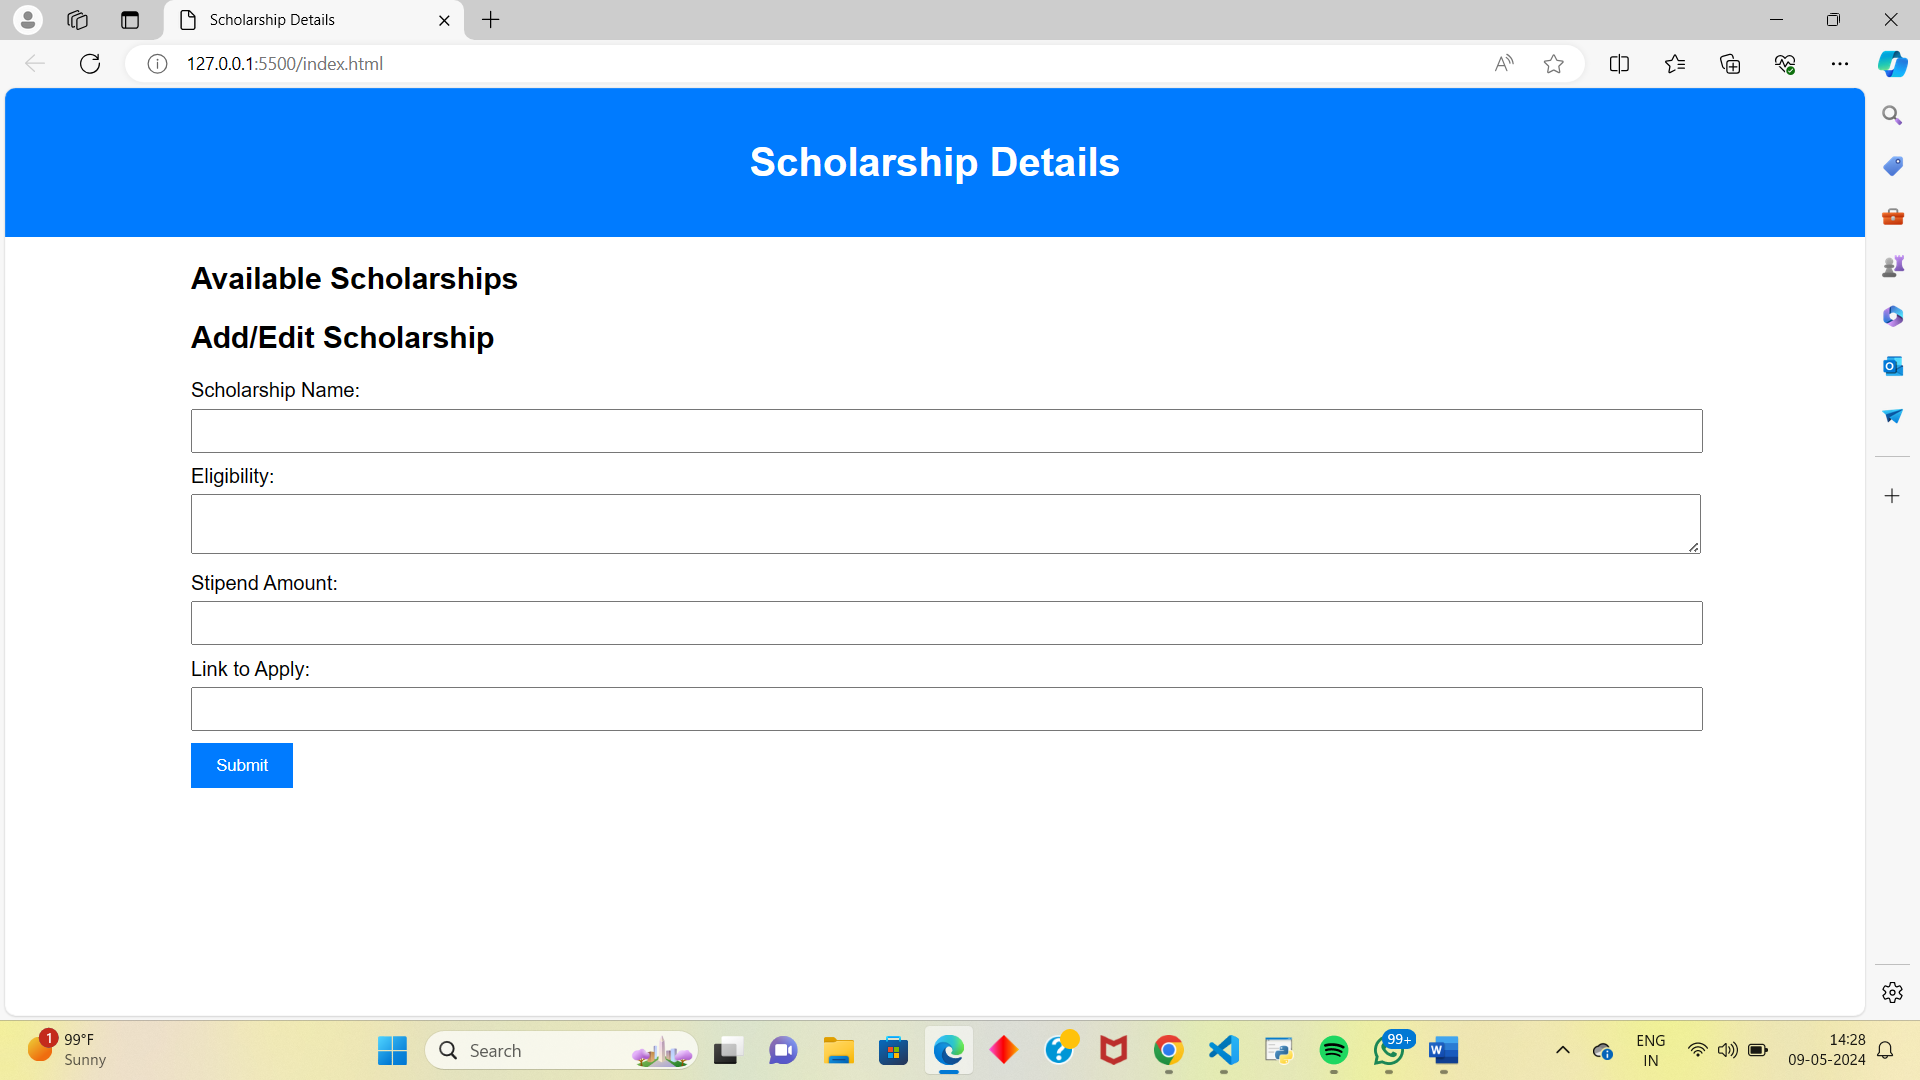 Scholarship Details
127.0.0.1:5500/index.html
Scholarship Details
Available Scholarships
Add/Edit Scholarship
Scholarship Name:
Eligibility:
Stipend Amount:
Link to Apply:
Submit
1
99°F
Sunny
Search
99+
ENG
IN
14:28
09-05-2024